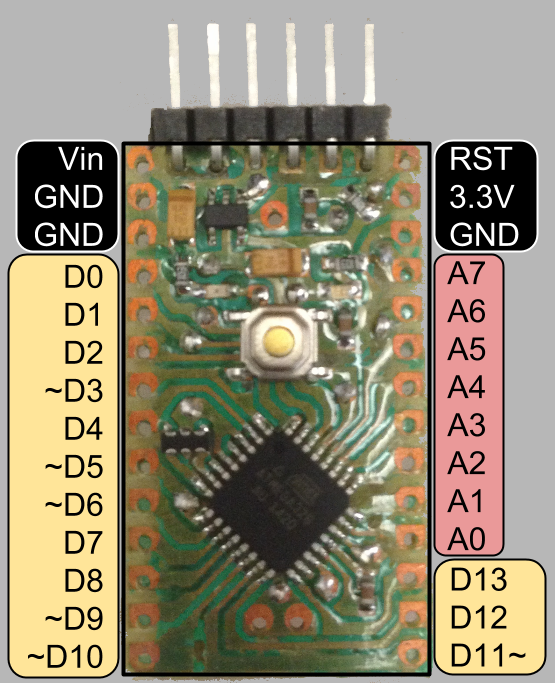 Vin
GND
GND
D0
D1
D2
~D3
D4
~D5
~D6
D7
D8
~D9
~D10
RST
3.3V
GND
A7
A6
A5
A4
A3
A2
A1
A0
D13
D12
D11~